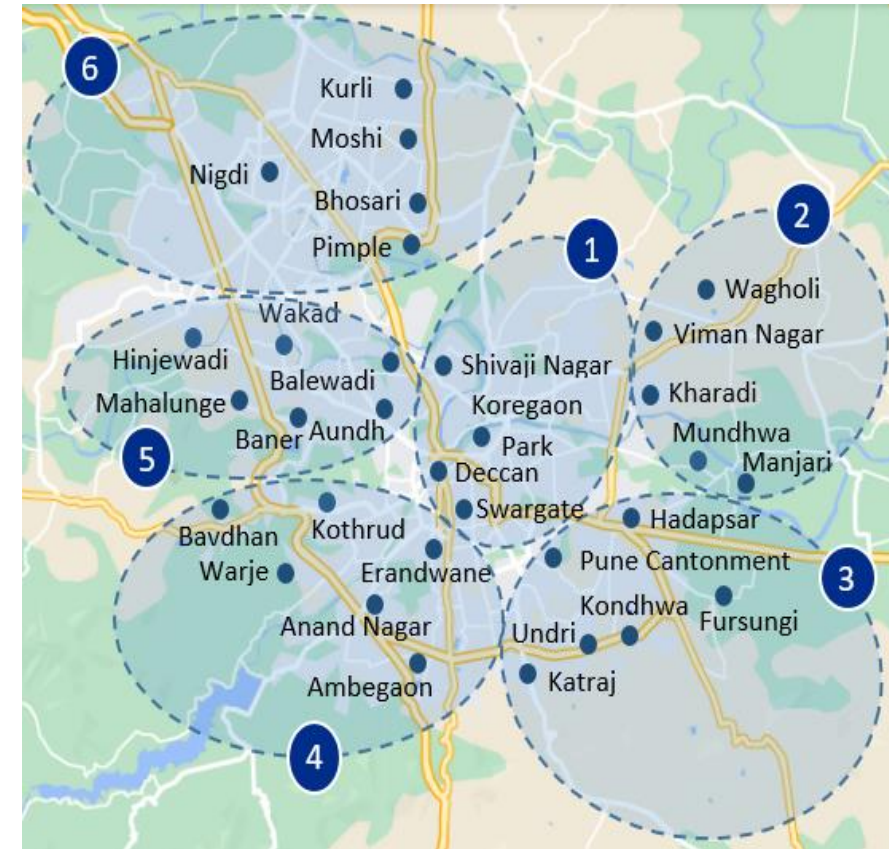 6
Kurli
Moshi
Nigdi
Bhosari
Pimple
1
2
Wagholi
Viman Nagar
Shivaji Nagar
Kharadi
Koregaon
Park
Mundhwa
Manjari
Deccan
Swargate
Wakad
Hinjewadi
Balewadi
Mahalunge
Baner
Aundh
5
Bavdhan
Kothrud
Warje
Erandwane
Anand Nagar
Ambegaon
4
Hadapsar
Pune Cantonment
3
Kondhwa
Fursungi
Undri
Katraj